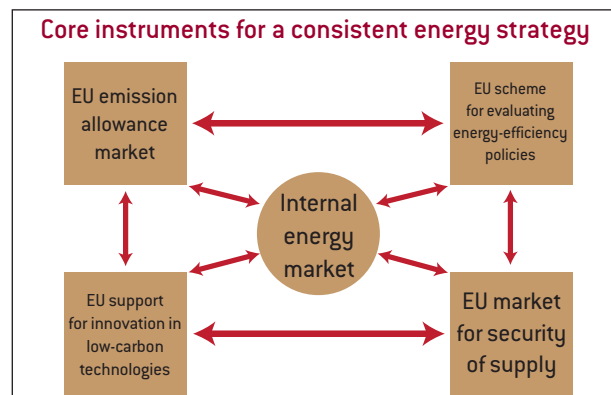 Core instruments for a consistent energy strategy
EU emission
allowance
market
EU scheme
for evaluating
energy-efficiency
policies
Internal
energy
market
EU support
for innovation in
low-carbon
technologies
EU market
for security
of supply